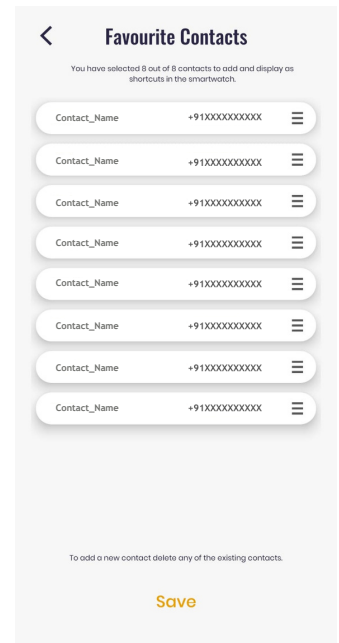 Favourite Contacts
You have selected 8 out of 8 contacts to add and display as
shortcuts in the smartwatch.
Contact_Name +91XXXXXXXXXX
Contact_Name +91XXXXXXXXXX
Contact_Name +91XXXXXXXXXX
Contact_Name +91XXXXXXXXXX
Contact_Name +91XXXXXXXXXX
Contact_Name +91XXXXXXXXXX
Contact_Name +91XXXXXXXXXX
Contact_Name +91XXXXXXXXXX
To add a new contact delete any of the existing contacts.
Save